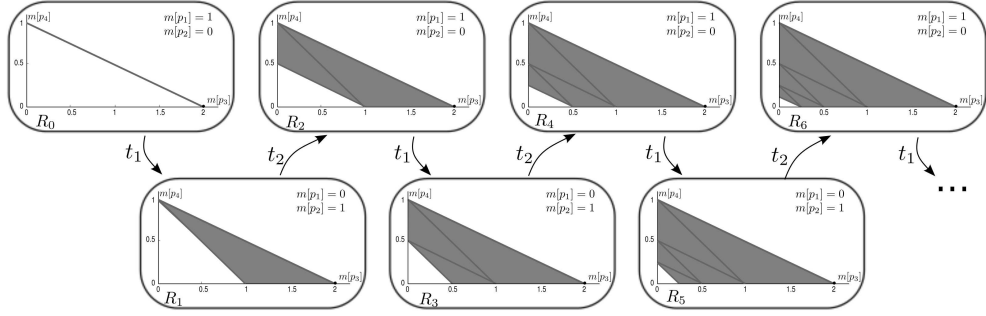 m[p₄] m[p₁] = 1
m[p₂] = 0
1
0.5
0
0 0.5 1 1.5 2 m[p₃]
R₀
m[p₄] m[p₁] = 1
m[p₂] = 0
1
0.5
0
0 0.5 1 1.5 2 m[p₃]
R₂
m[p₄] m[p₁] = 1
m[p₂] = 0
1
0.5
0
0 0.5 1 1.5 2 m[p₃]
R₄
m[p₄] m[p₁] = 1
m[p₂] = 0
1
0.5
0
0 0.5 1 1.5 2 m[p₃]
R₆
t₁ t₂ t₁ t₂ t₁ t₂ t₁
...
m[p₄] m[p₁] = 0
m[p₂] = 1
1
0.5
0
0 0.5 1 1.5 2 m[p₃]
R₁
m[p₄] m[p₁] = 0
m[p₂] = 1
1
0.5
0
0 0.5 1 1.5 2 m[p₃]
R₃
m[p₄] m[p₁] = 0
m[p₂] = 1
1
0.5
0
0 0.5 1 1.5 2 m[p₃]
R₅